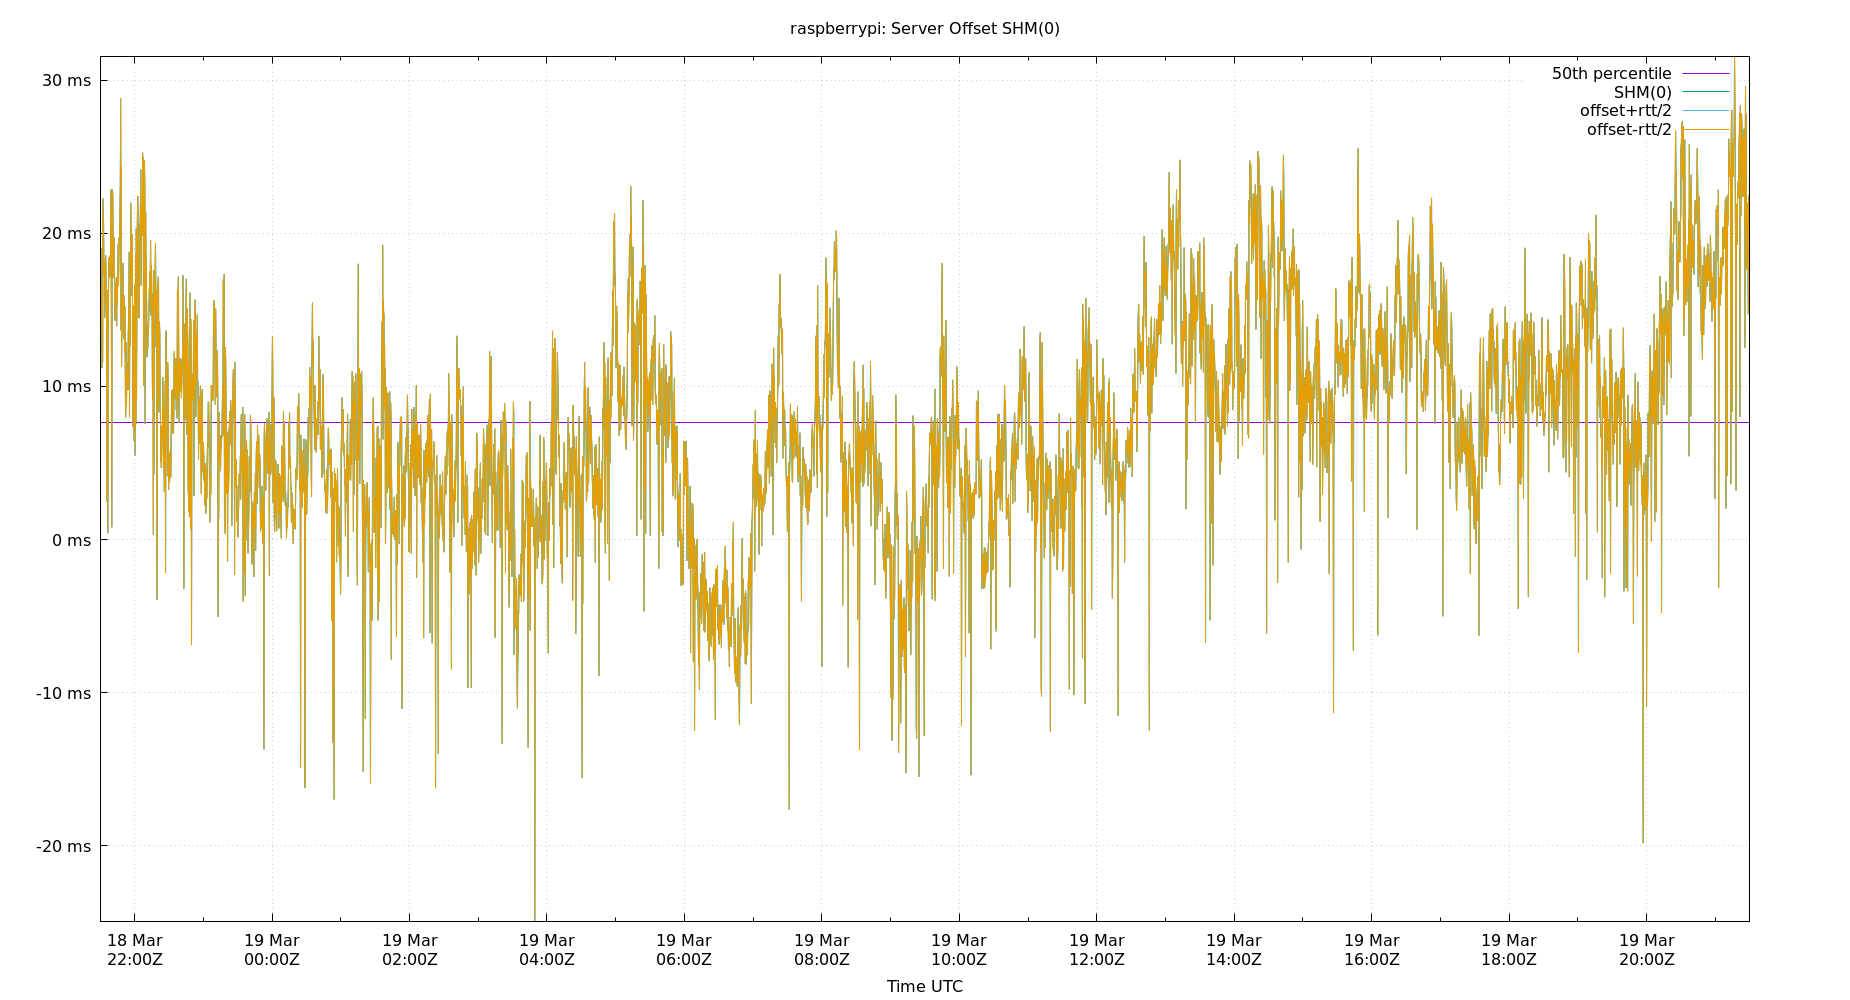 raspberrypi: Server Offset SHM(0)
50th percentile
SHM(0)
offset+rtt/2
offset-rtt/2
30 ms
20 ms
10 ms
0 ms
-10 ms
-20 ms
18 Mar 19 Mar 19 Mar 19 Mar 19 Mar 19 Mar 19 Mar 19 Mar 19 Mar 19 Mar 19 Mar 19 Mar
22:00Z 00:00Z 02:00Z 04:00Z 06:00Z 08:00Z 10:00Z 12:00Z 14:00Z 16:00Z 18:00Z 20:00Z
Time UTC